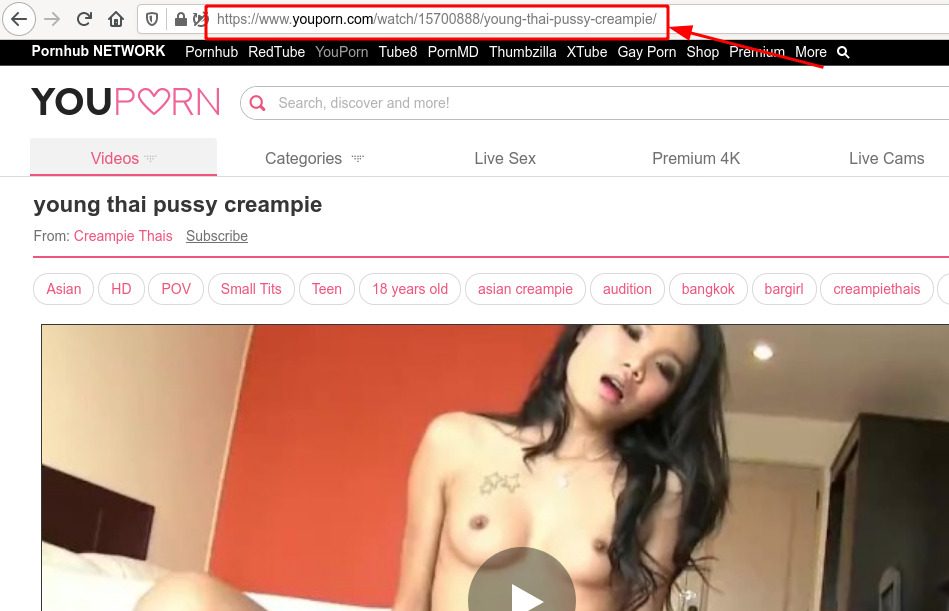 https://www.youporn.com/watch/15700888/young-thai-pussy-creampie/
Pornhub NETWORK Pornhub RedTube YouPorn Tube8 PornMD Thumbzilla XTube Gay Porn Shop Premium More
YOUPORN Search, discover and more!
Videos Categories Live Sex Premium 4K Live Cams
young thai pussy creampie
From: Creampie Thais Subscribe
Asian HD POV Small Tits Teen 18 years old asian creampie audition bangkok bargirl creampiethais